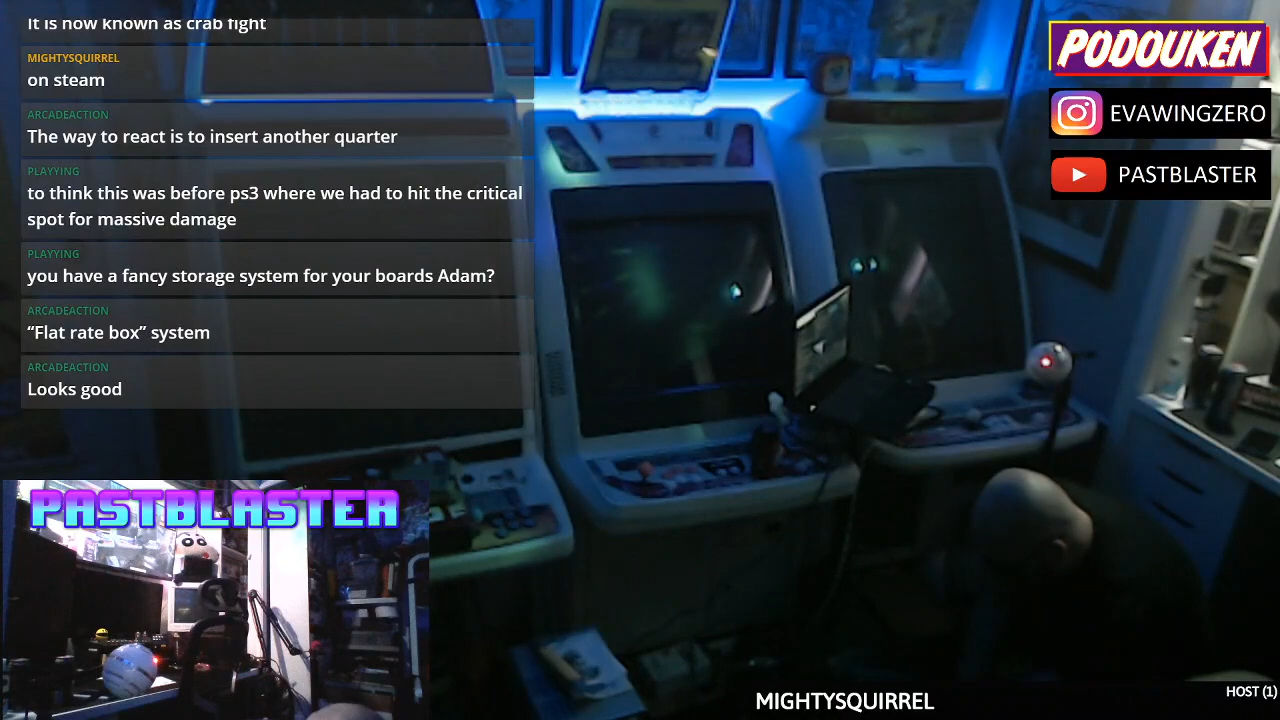 It is now known as crab fight
MIGHTYSQUIRREL
on steam
ARCADEACTION
The way to react is to insert another quarter
PLAYYING
to think this was before ps3 where we had to hit the critical
spot for massive damage
PLAYYING
you have a fancy storage system for your boards Adam?
ARCADEACTION
“Flat rate box” system
ARCADEACTION
Looks good
PODOUKEN
EVAWINGZERO
PASTBLASTER
PASTBLASTER
MIGHTYSQUIRREL
HOST (1)